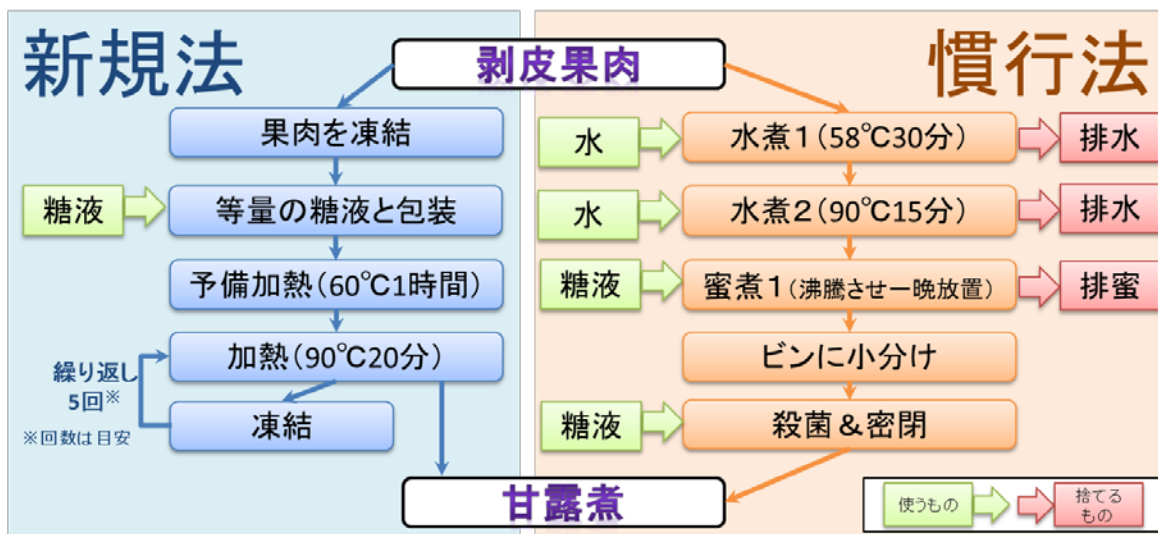 新規法
慣行法
剥皮果肉
果肉を凍結
糖液
等量の糖液と包装
予備加熱(60℃1時間)
加熱(90℃20分)
繰り返し
5回※
※回数は目安
凍結
水
水煮1(58℃30分)
排水
水
水煮2(90℃15分)
排水
糖液
蜜煮1(沸騰させ一晩放置)
排蜜
ビンに小分け
糖液
殺菌&密閉
甘露煮
使うもの
捨てる
もの